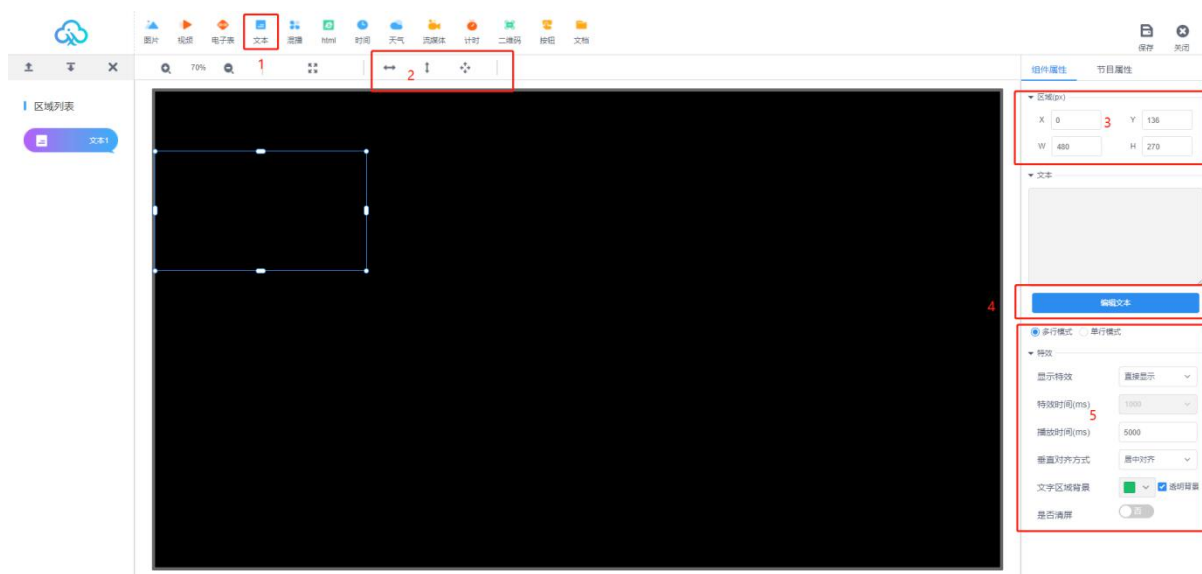 图片 视频 电子表 文本 混播 html 时间 天气 流媒体 计时 二维码 按钮 文档
保存 关闭
70% 1 2
组件属性 节目属性
区域列表
文本1
区域(px)
X 0 3 Y 136
W 480 H 270
文本
4 编辑文本
多行模式 单行模式
特效
显示特效 直接显示
特效时间(ms) 1000
5
播放时间(ms) 5000
垂直对齐方式 居中对齐
文字区域背景 透明背景
是否清屏 否